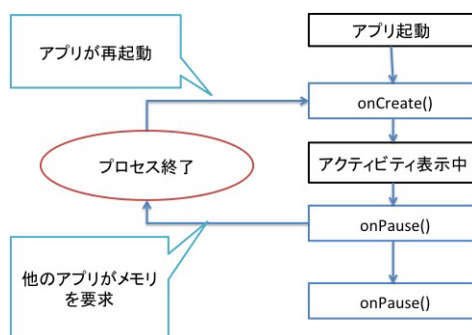 アプリ起動
アプリが再起動
onCreate()
プロセス終了
アクティビティ表示中
onPause()
他のアプリがメモリ
を要求
onPause()